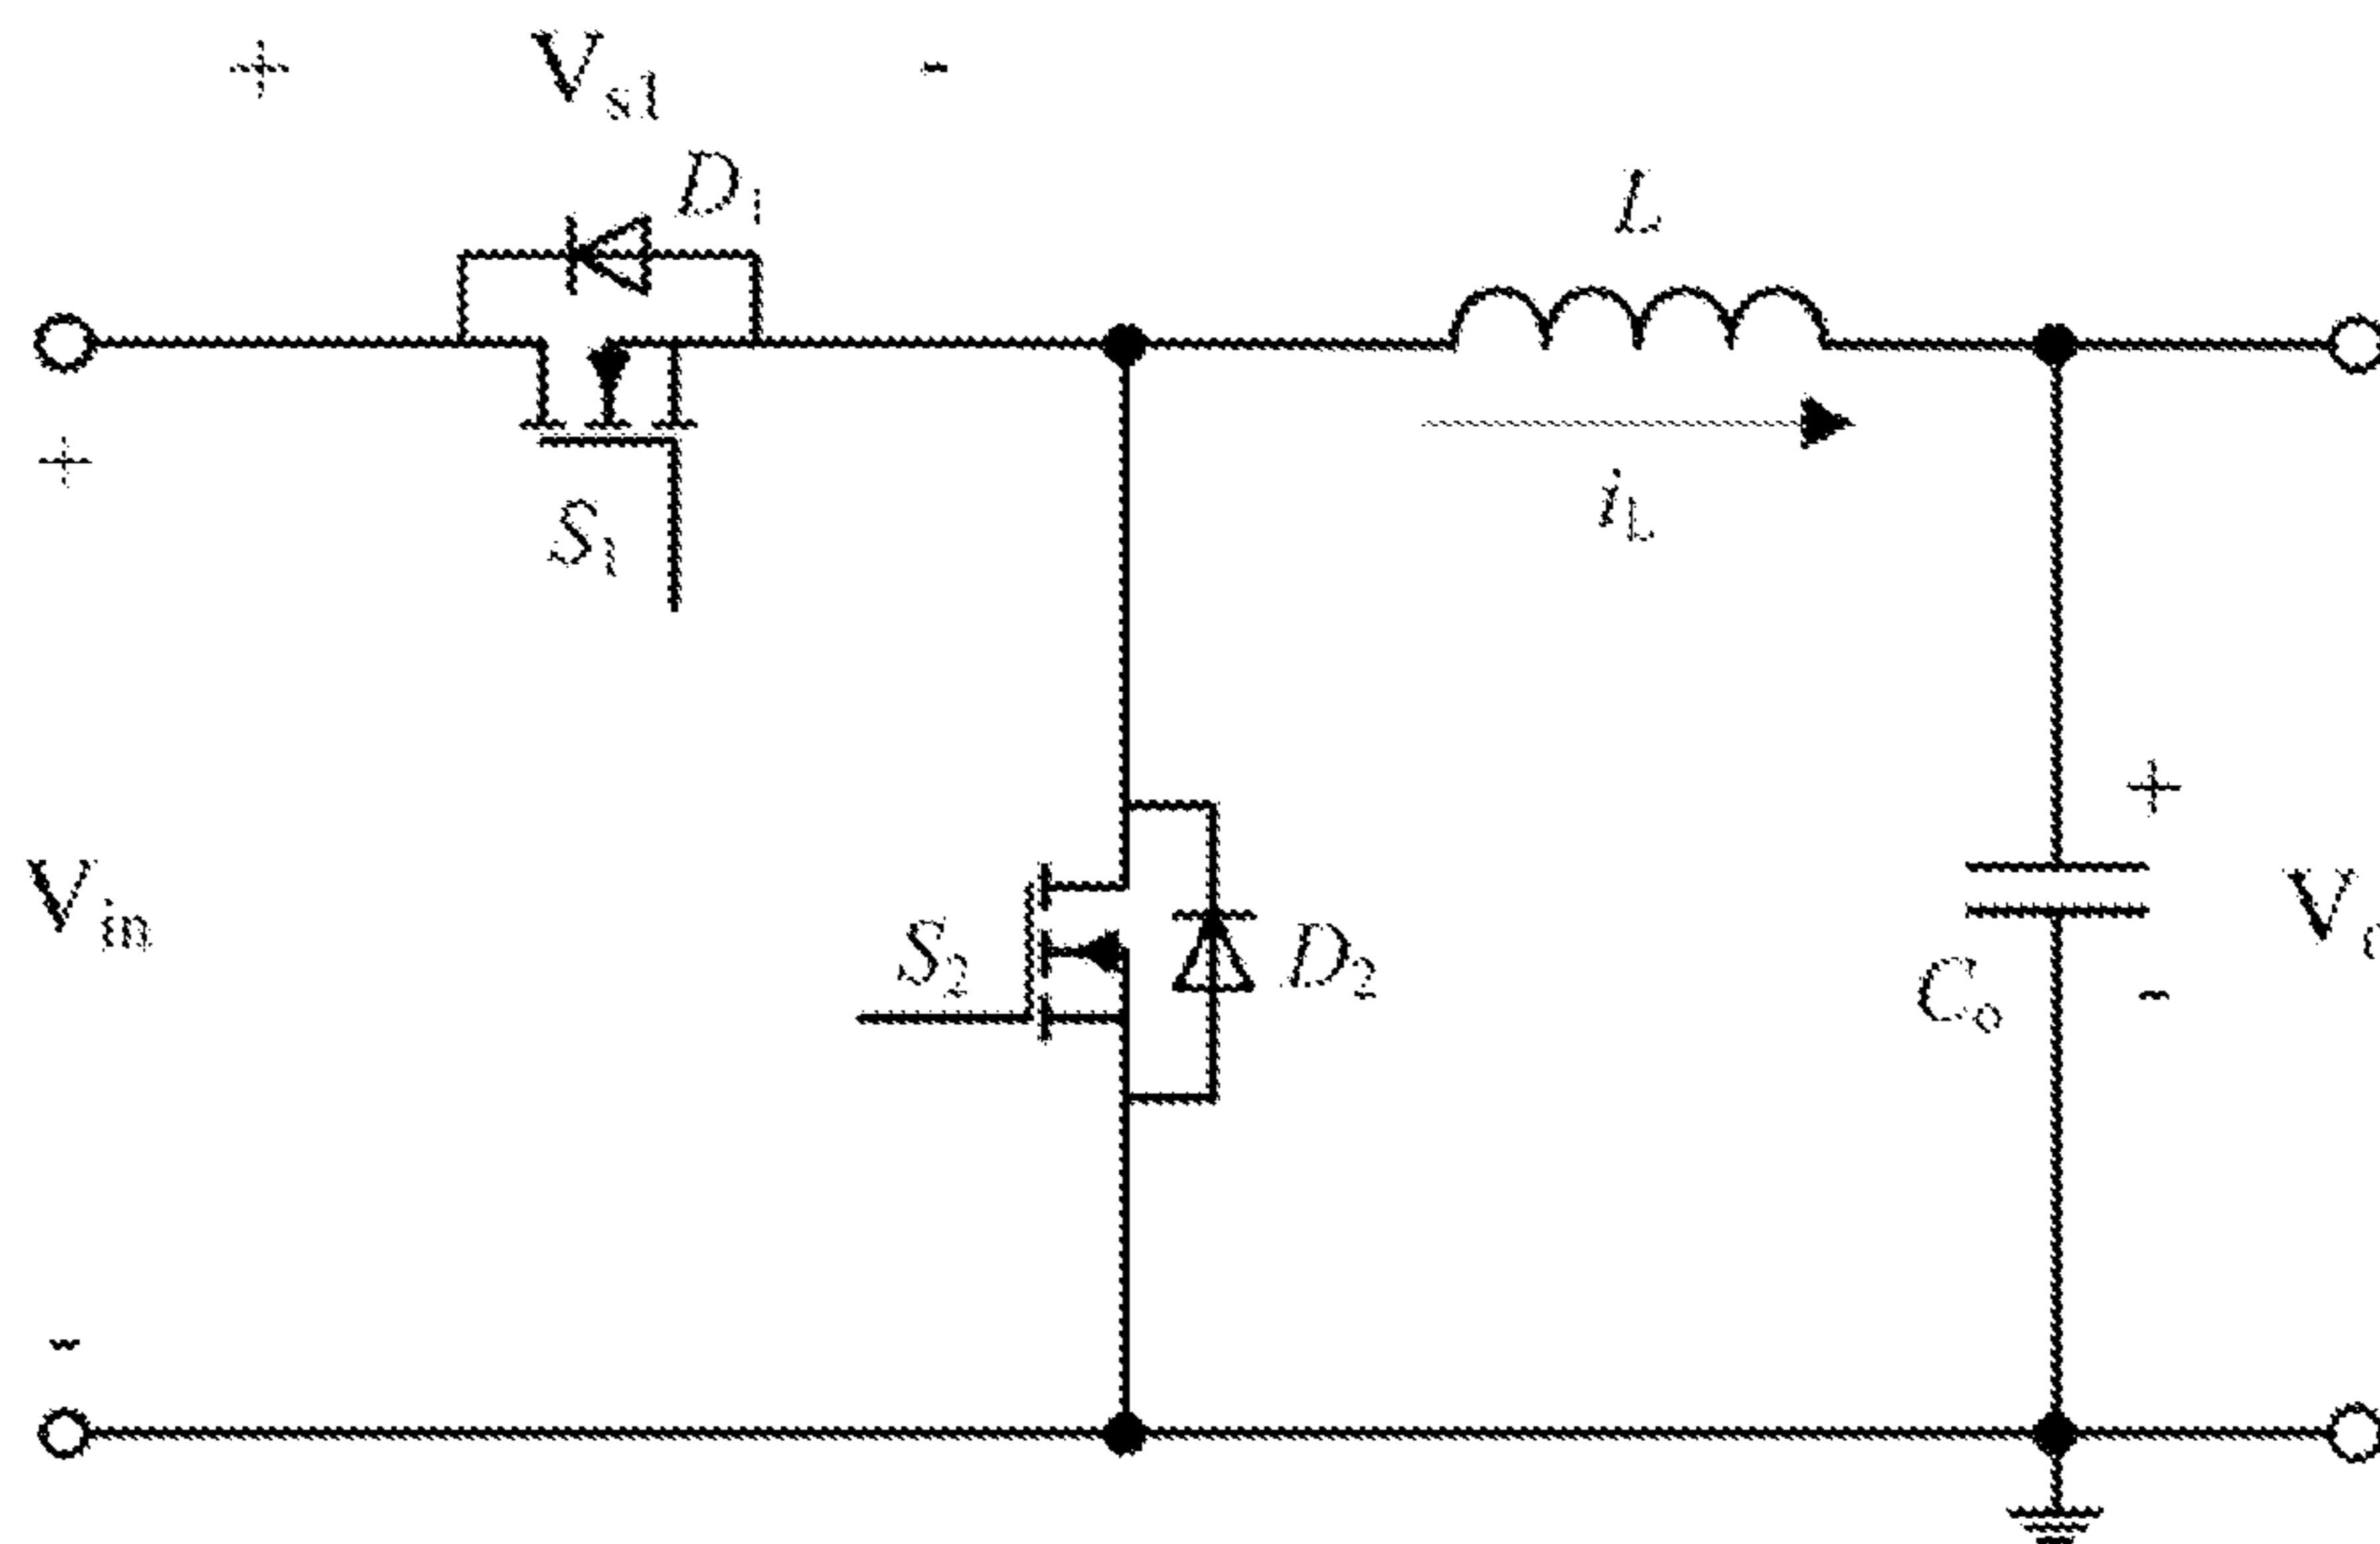 + Vs1 -
D1
L
+
S1
iL
+
Vin
S2
D2
Co
-
-